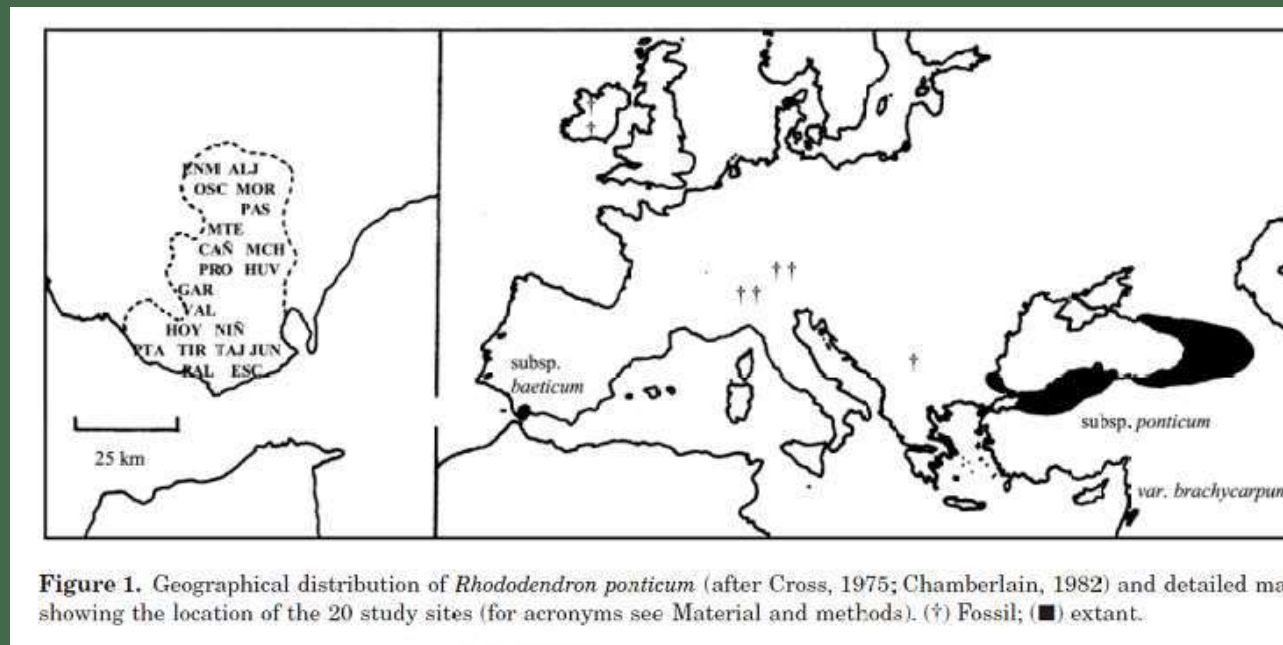 ENM ALJ
OSC MOR
PAS
MTE
CAÑ MCH
PRO HUV
GAR
VAL
HOY NIÑ
PTA TIR TAJ JUN
PAL ESC
25 km
†
†
† †
† †
†
subsp.
baeticum
subsp. ponticum
var. brachycarpum
Figure 1. Geographical distribution of Rhododendron ponticum (after Cross, 1975; Chamberlain, 1982) and detailed ma
showing the location of the 20 study sites (for acronyms see Material and methods). (†) Fossil; (■) extant.